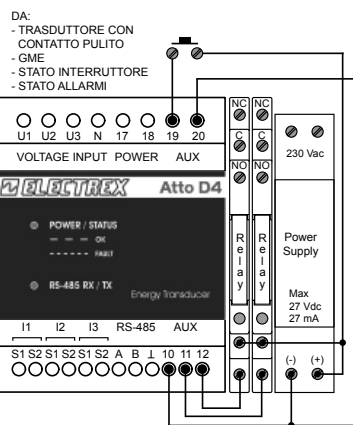 DA:
- TRASDUTTORE CON
CONTATTO PULITO
- GME
- STATO INTERRUTTORE
- STATO ALLARMI
NC NC
U1 U2 U3 N 17 18 19 20
C C
VOLTAGE INPUT POWER AUX
NO NO
230 Vac
ELECTREX Atto D4
POWER / STATUS
OK
FAULT
RS-485 RX / TX
Energy Transducer
Relay
Relay
Power
Supply
Max
27 Vdc
27 mA
I1 I2 I3 RS-485 AUX
S1 S2 S1 S2 S1 S2 A B ⊥ 10 11 12
(-) (+)